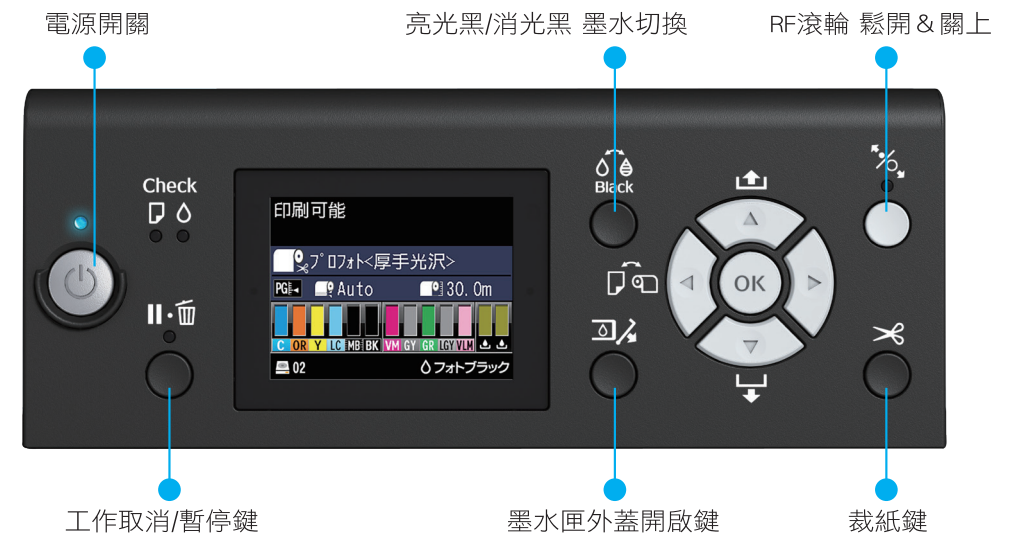 電源開關
亮光黑/消光黑 墨水切換
RF滾輪 鬆開 & 關上
Check
Black
印刷可能
プロフォト<厚手光沢>
PG Auto 30. 0m
OK
C OR Y LC MB BK VM GY GR LGY VLM
02 フォトブラック
工作取消/暫停鍵
墨水匣外蓋開啟鍵
裁紙鍵